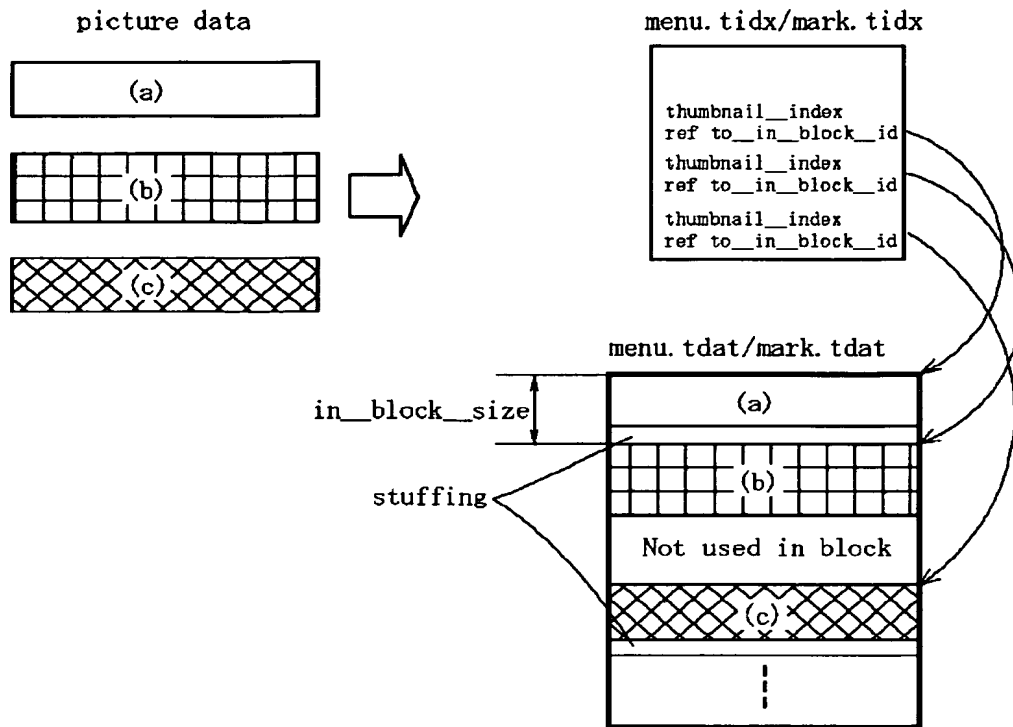 picture data
(a)
(b)
(c)
menu.tidx/mark.tidx
thumbnail__index
ref to__in__block__id
thumbnail__index
ref to__in__block__id
thumbnail__index
ref to__in__block__id
menu.tdat/mark.tdat
in__block__size
(a)
stuffing
(b)
Not used in block
(c)